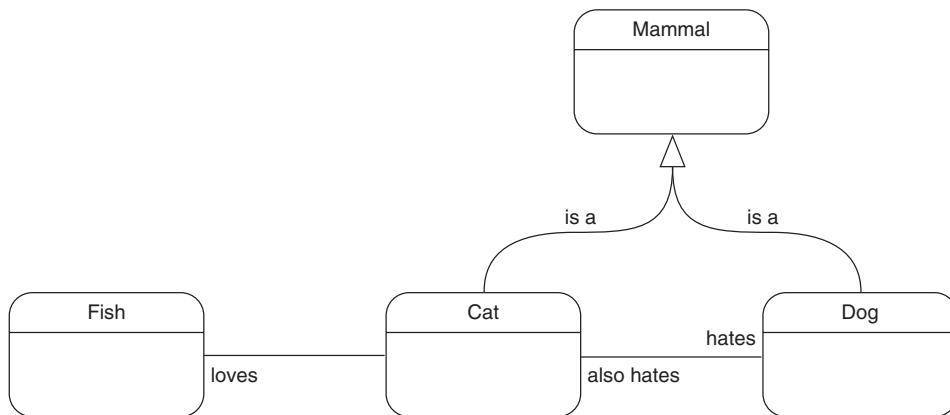 Mammal
is a
is a
Fish
Cat
Dog
hates
loves
also hates